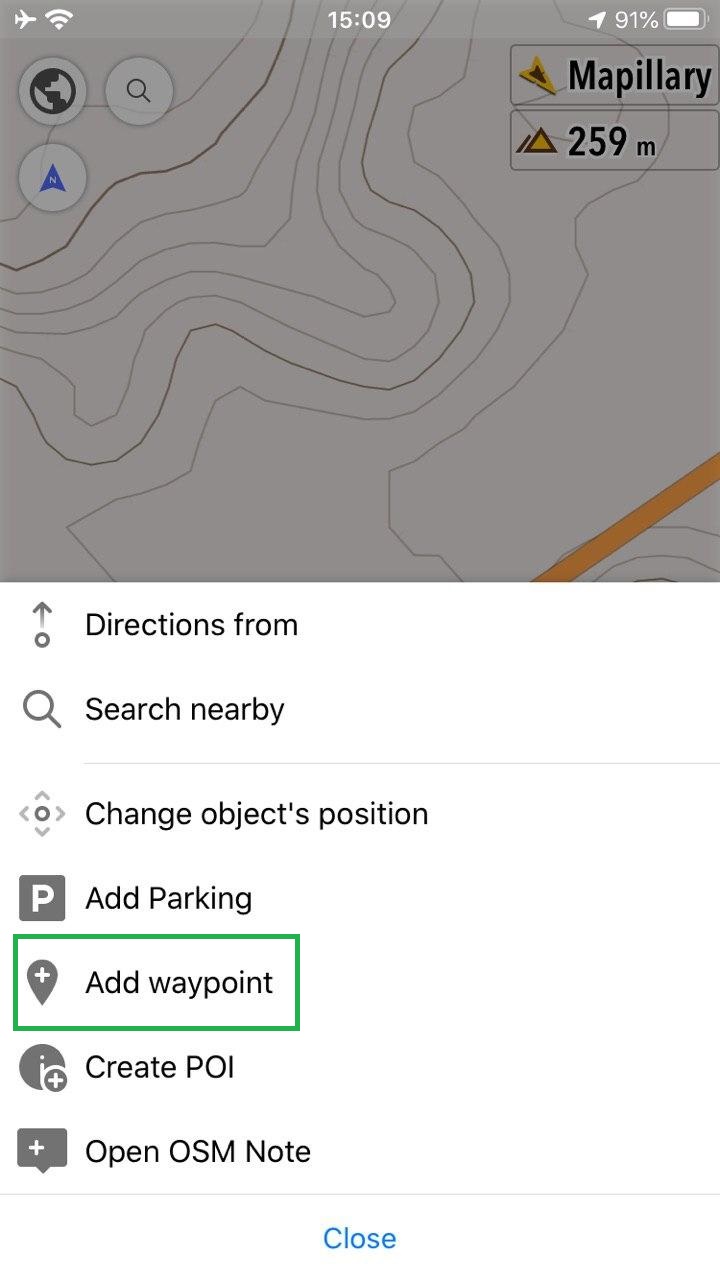 15:09
91%
Mapillary
259 m
N
Directions from
Search nearby
Change object's position
P Add Parking
Add waypoint
Create POI
Open OSM Note
Close